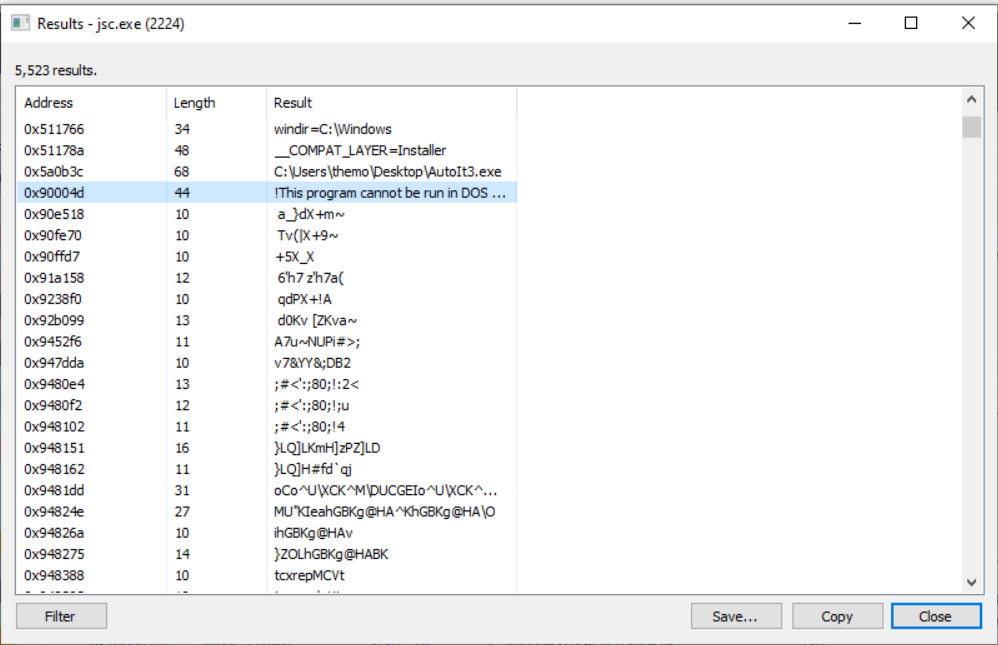 Results - jsc.exe (2224)
5,523 results.
Address Length Result
0x511766 34 windir=C:\Windows
0x51178a 48 __COMPAT_LAYER=Installer
0x5a0b3c 68 C:\Users\themo\Desktop\AutoIt3.exe
0x90004d 44 !This program cannot be run in DOS ...
0x90e518 10 a_}dX+m~
0x90fe70 10 Tv(|X+9~
0x90ffd7 10 +5X_X
0x91a158 12 6'h7 z'h7a(
0x9238f0 10 qdPX+!A
0x92b099 13 d0Kv [ZKva~
0x9452f6 11 A7u~NUPi#>;
0x947dda 10 v7&YY&;DB2
0x9480e4 13 ;#<':;80;!:2<
0x9480f2 12 ;#<':;80;!;u
0x948102 11 ;#<':;80;!4
0x948151 16 }LQ]LKmH]zPZ]LD
0x948162 11 }LQ]H#fd`qj
0x9481dd 31 oCo^U\XCK^M\DUCGEIo^U\XCK^...
0x94824e 27 MU"KIeahGBKg@HA^KhGBKg@HA\O
0x94826a 10 ihGBKg@HAv
0x948275 14 }ZOLhGBKg@HABK
0x948388 10 tcxrepMCVt
Filter Save... Copy Close